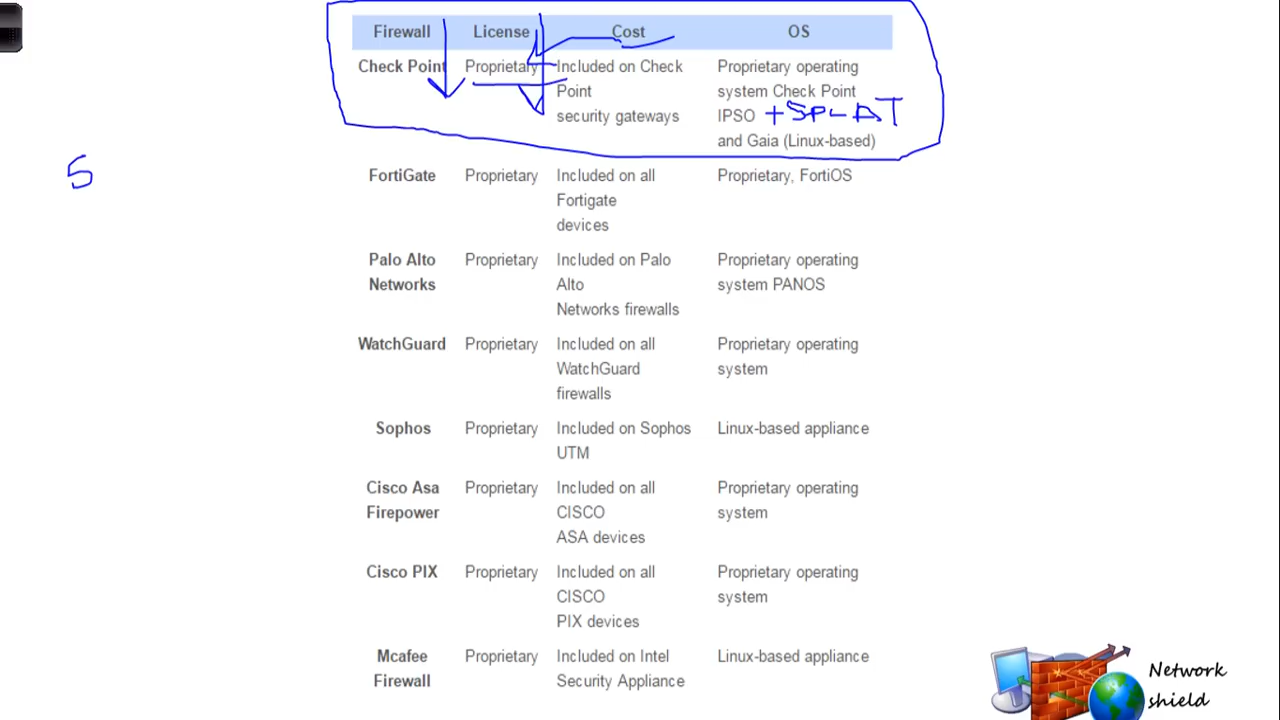 Firewall License Cost OS
Check Point Proprietary Included on Check Proprietary operating
Point system Check Point
security gateways IPSO +SPLAT
and Gaia (Linux-based)
5
FortiGate Proprietary Included on all Proprietary, FortiOS
Fortigate
devices
Palo Alto Proprietary Included on Palo Proprietary operating
Networks Alto system PANOS
Networks firewalls
WatchGuard Proprietary Included on all Proprietary operating
WatchGuard system
firewalls
Sophos Proprietary Included on Sophos Linux-based appliance
UTM
Cisco Asa Proprietary Included on all Proprietary operating
Firepower CISCO system
ASA devices
Cisco PIX Proprietary Included on all Proprietary operating
CISCO system
PIX devices
Mcafee Proprietary Included on Intel Linux-based appliance
Firewall Security Appliance
Network
shield